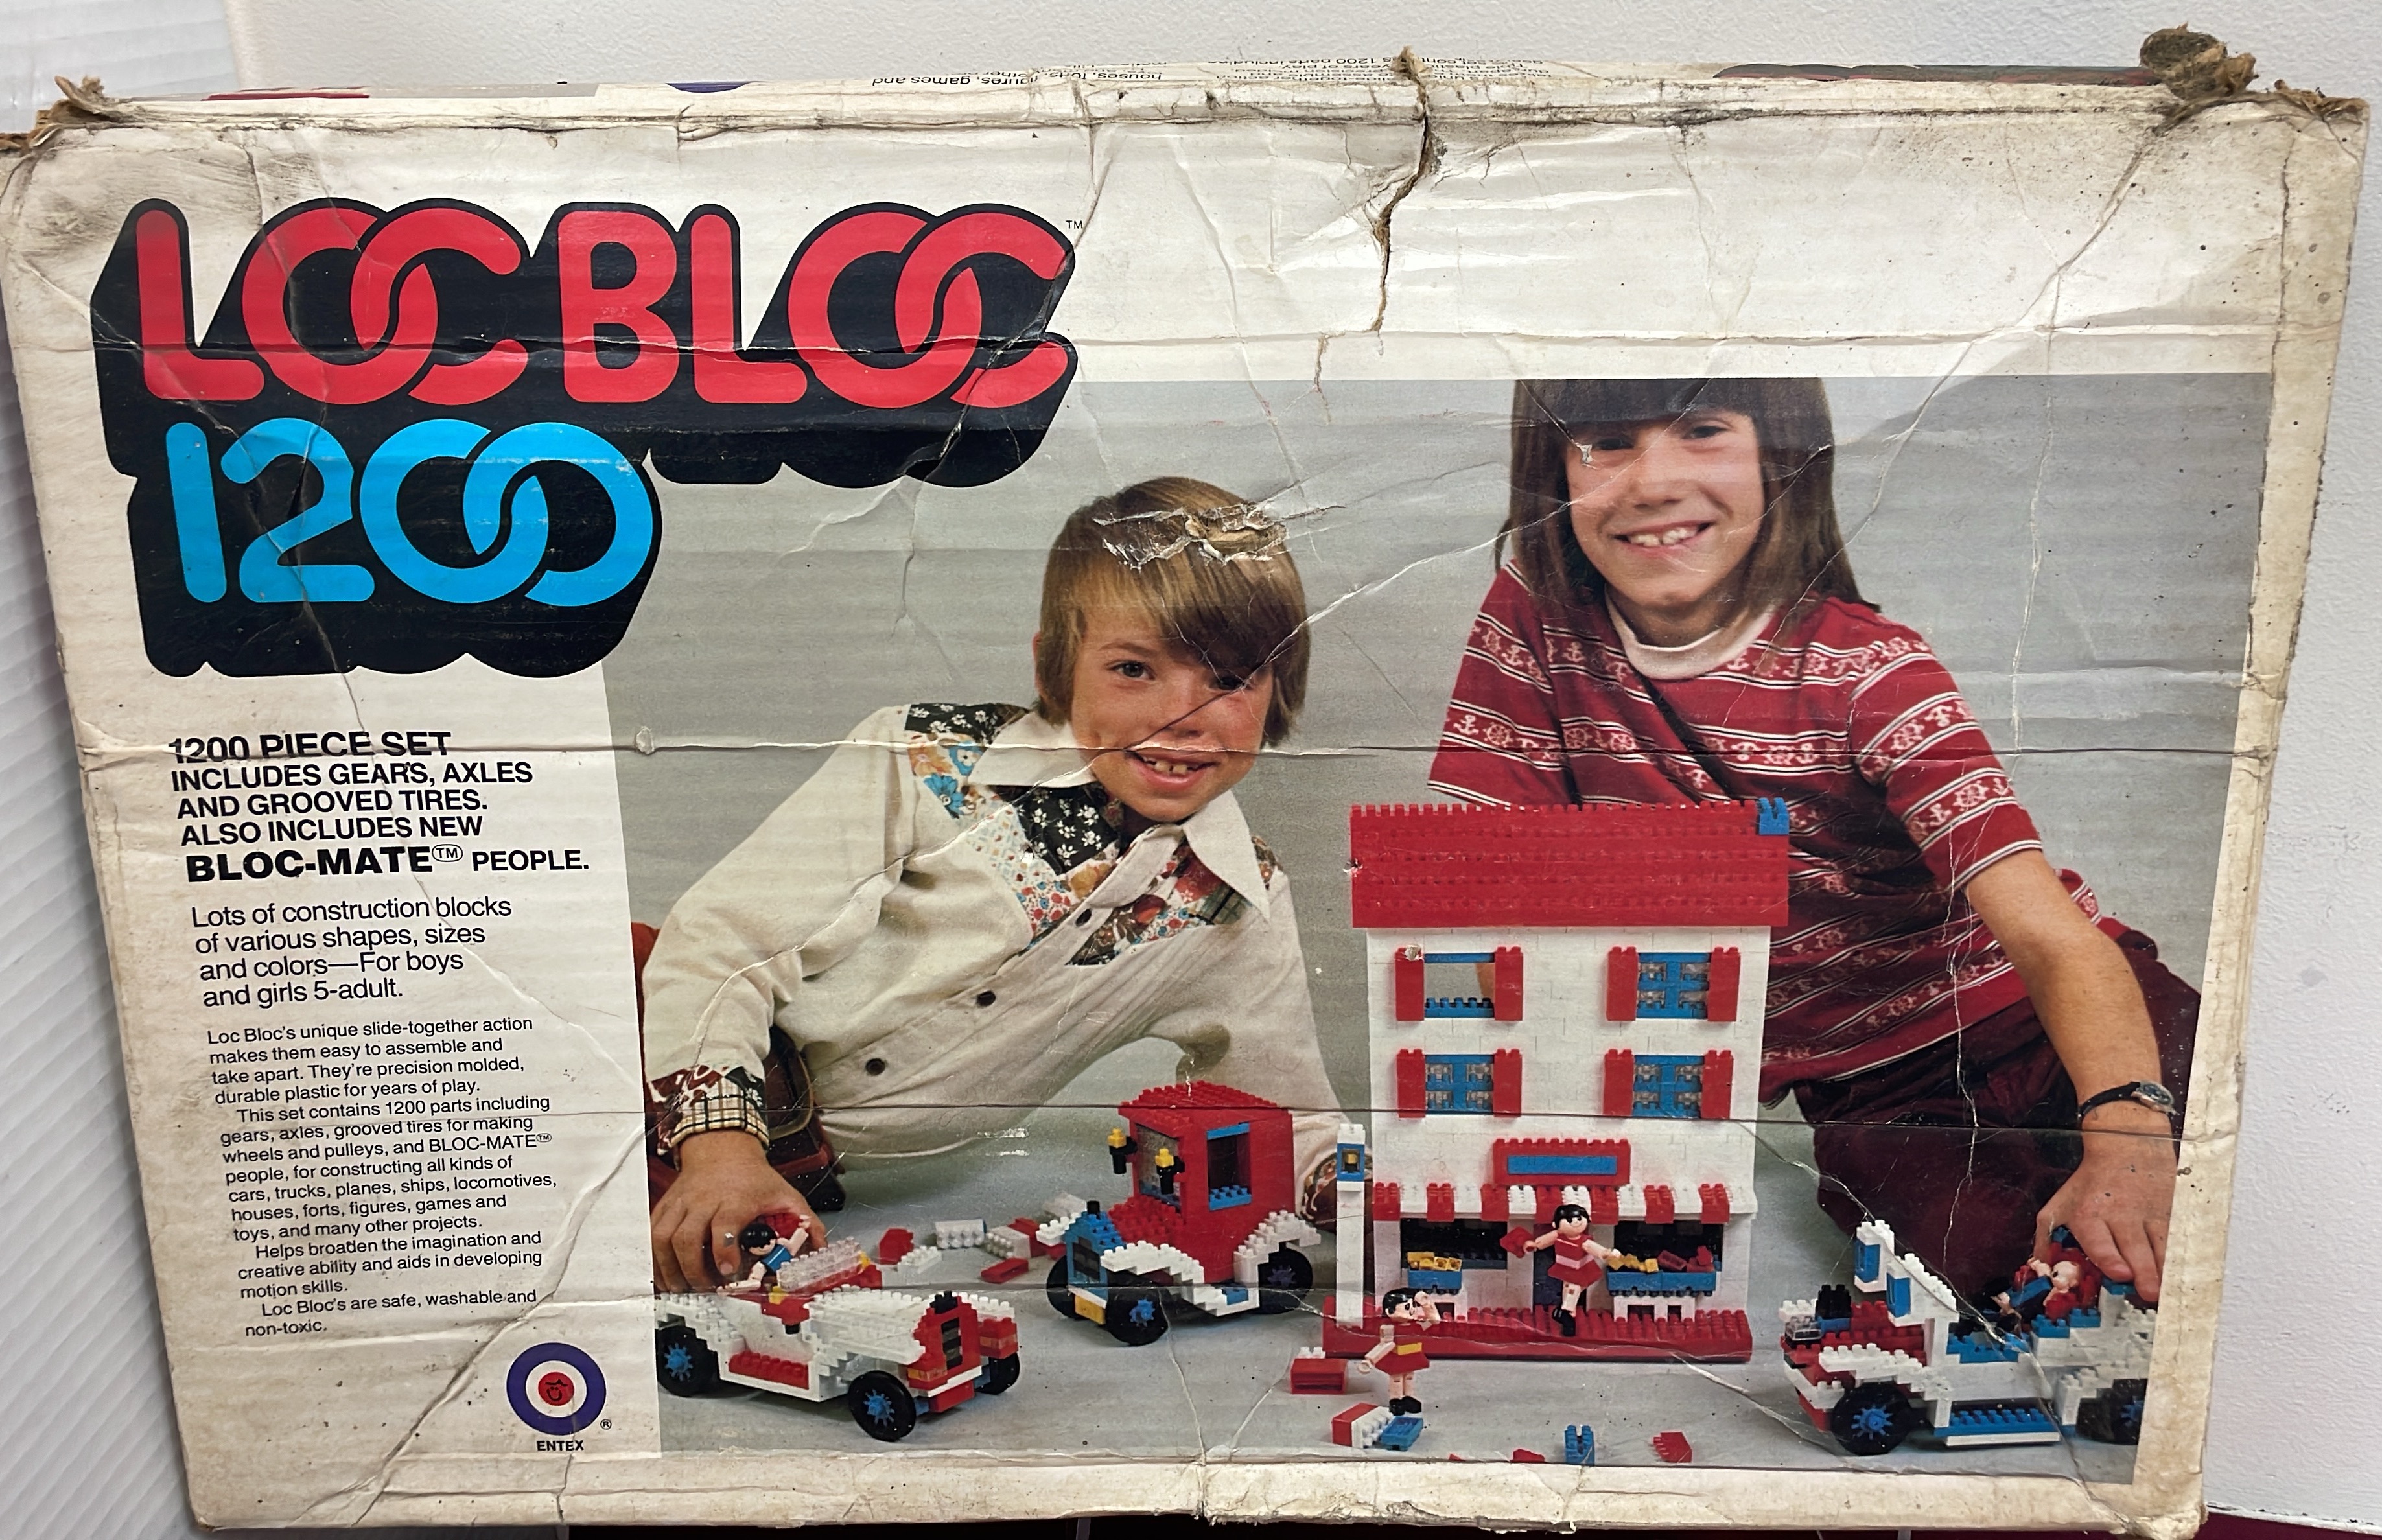 houses, forts,
ures, games and
LOC BLOC™
1200
1200 PIECE SET
INCLUDES GEARS, AXLES
AND GROOVED TIRES.
ALSO INCLUDES NEW
BLOC-MATE™ PEOPLE.
Lots of construction blocks
of various shapes, sizes
and colors—For boys
and girls 5-adult.
Loc Bloc's unique slide-together action
makes them easy to assemble and
take apart. They're precision molded,
durable plastic for years of play.
This set contains 1200 parts including
gears, axles, grooved tires for making
wheels and pulleys, and BLOC-MATE™
people, for constructing all kinds of
cars, trucks, planes, ships, locomotives,
houses, forts, figures, games and
toys, and many other projects.
Helps broaden the imagination and
creative ability and aids in developing
motion skills.
Loc Bloc's are safe, washable and
non-toxic.
®
ENTEX